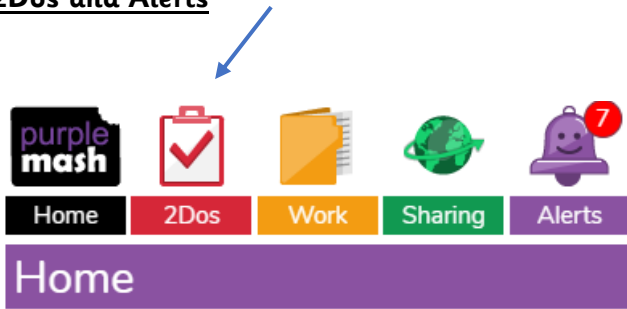 2Dos and Alerts
7
purple
mash
Home 2Dos Work Sharing Alerts
Home